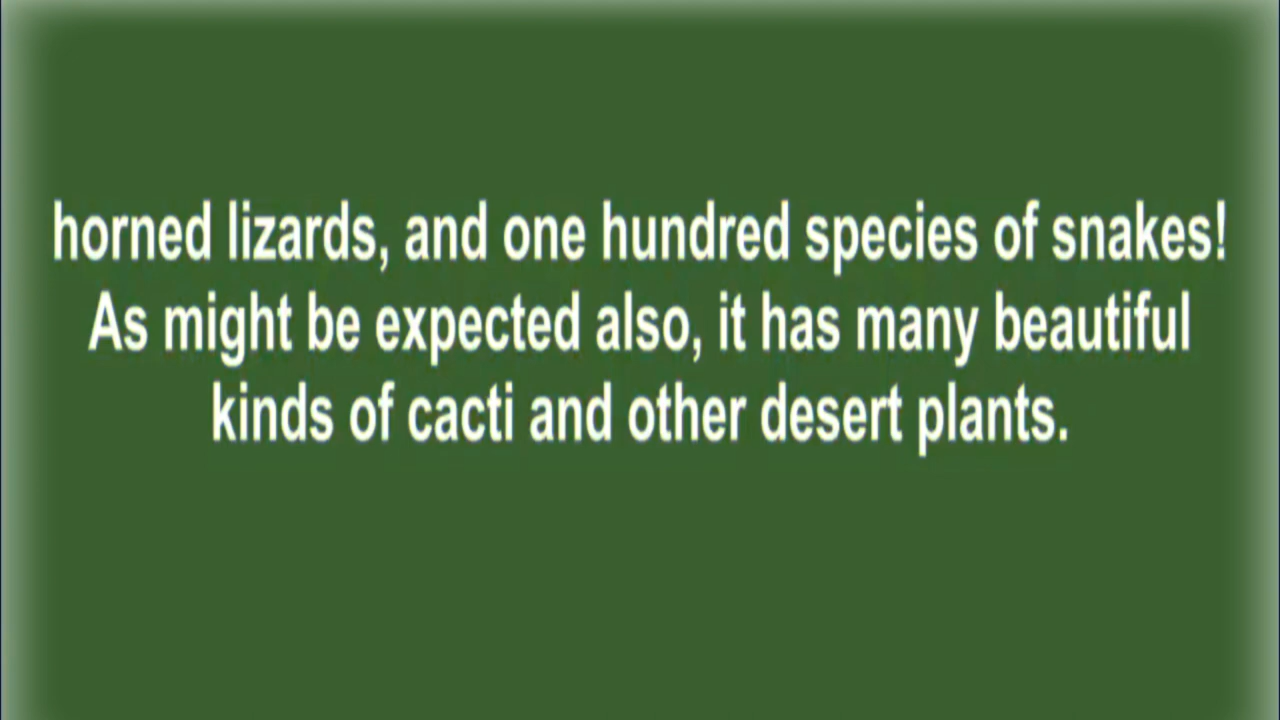 horned lizards, and one hundred species of snakes!
As might be expected also, it has many beautiful
kinds of cacti and other desert plants.